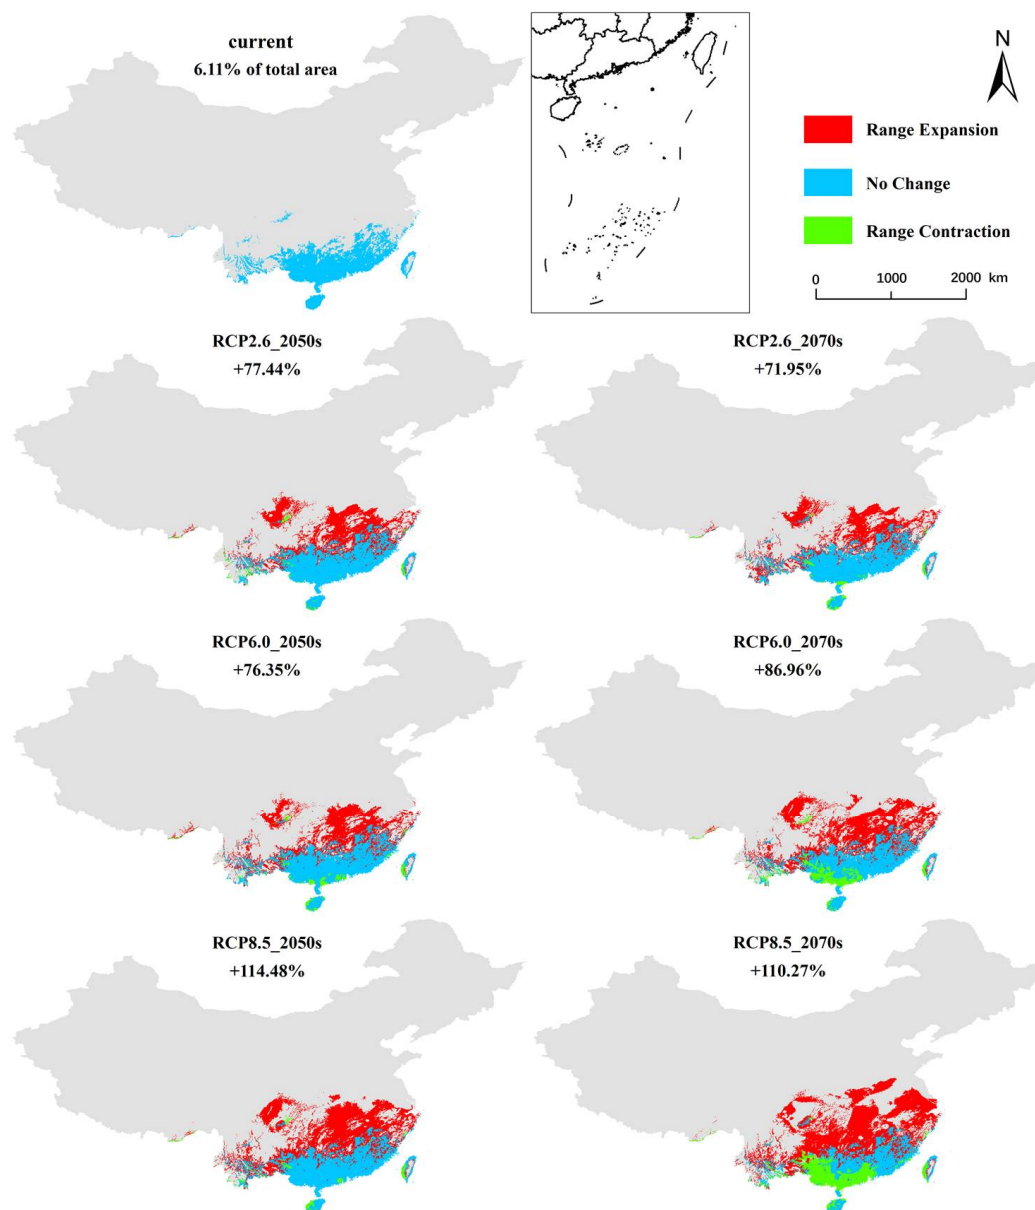 current
6.11% of total area
N
Range Expansion
No Change
Range Contraction
0 1000 2000 km
RCP2.6_2050s
+77.44%
RCP2.6_2070s
+71.95%
RCP6.0_2050s
+76.35%
RCP6.0_2070s
+86.96%
RCP8.5_2050s
+114.48%
RCP8.5_2070s
+110.27%